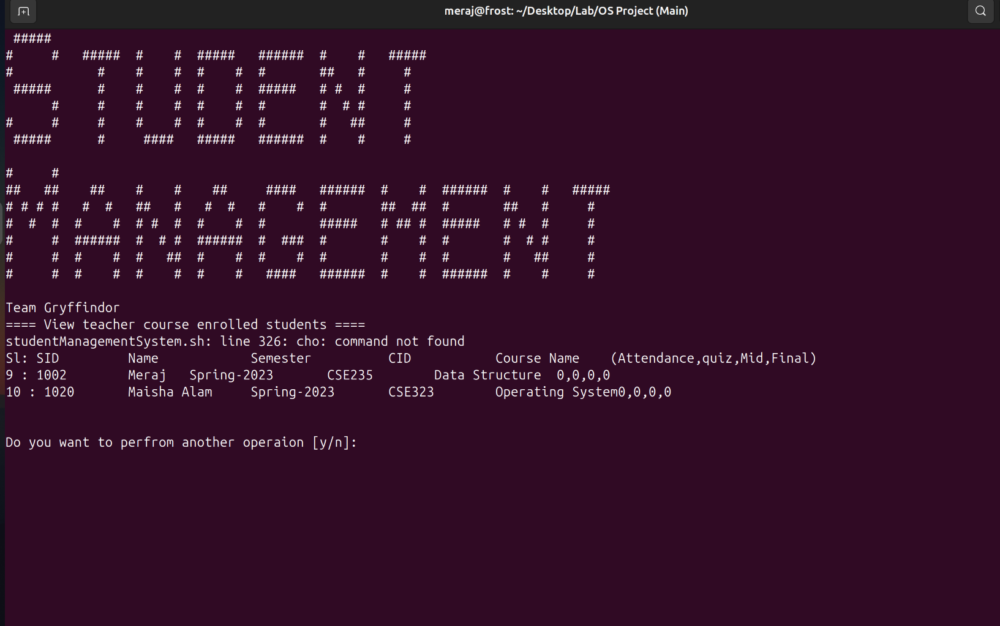 meraj@frost: ~/Desktop/Lab/OS Project (Main)
STUDENT
MANAGEMENT
Team Gryffindor
==== View teacher course enrolled students ====
studentManagementSystem.sh: line 326: cho: command not found
Sl: SID Name Semester CID Course Name (Attendance,quiz,Mid,Final)
9 : 1002 Meraj Spring-2023 CSE235 Data Structure 0,0,0,0
10 : 1020 Maisha Alam Spring-2023 CSE323 Operating System0,0,0,0
Do you want to perfrom another operaion [y/n]: